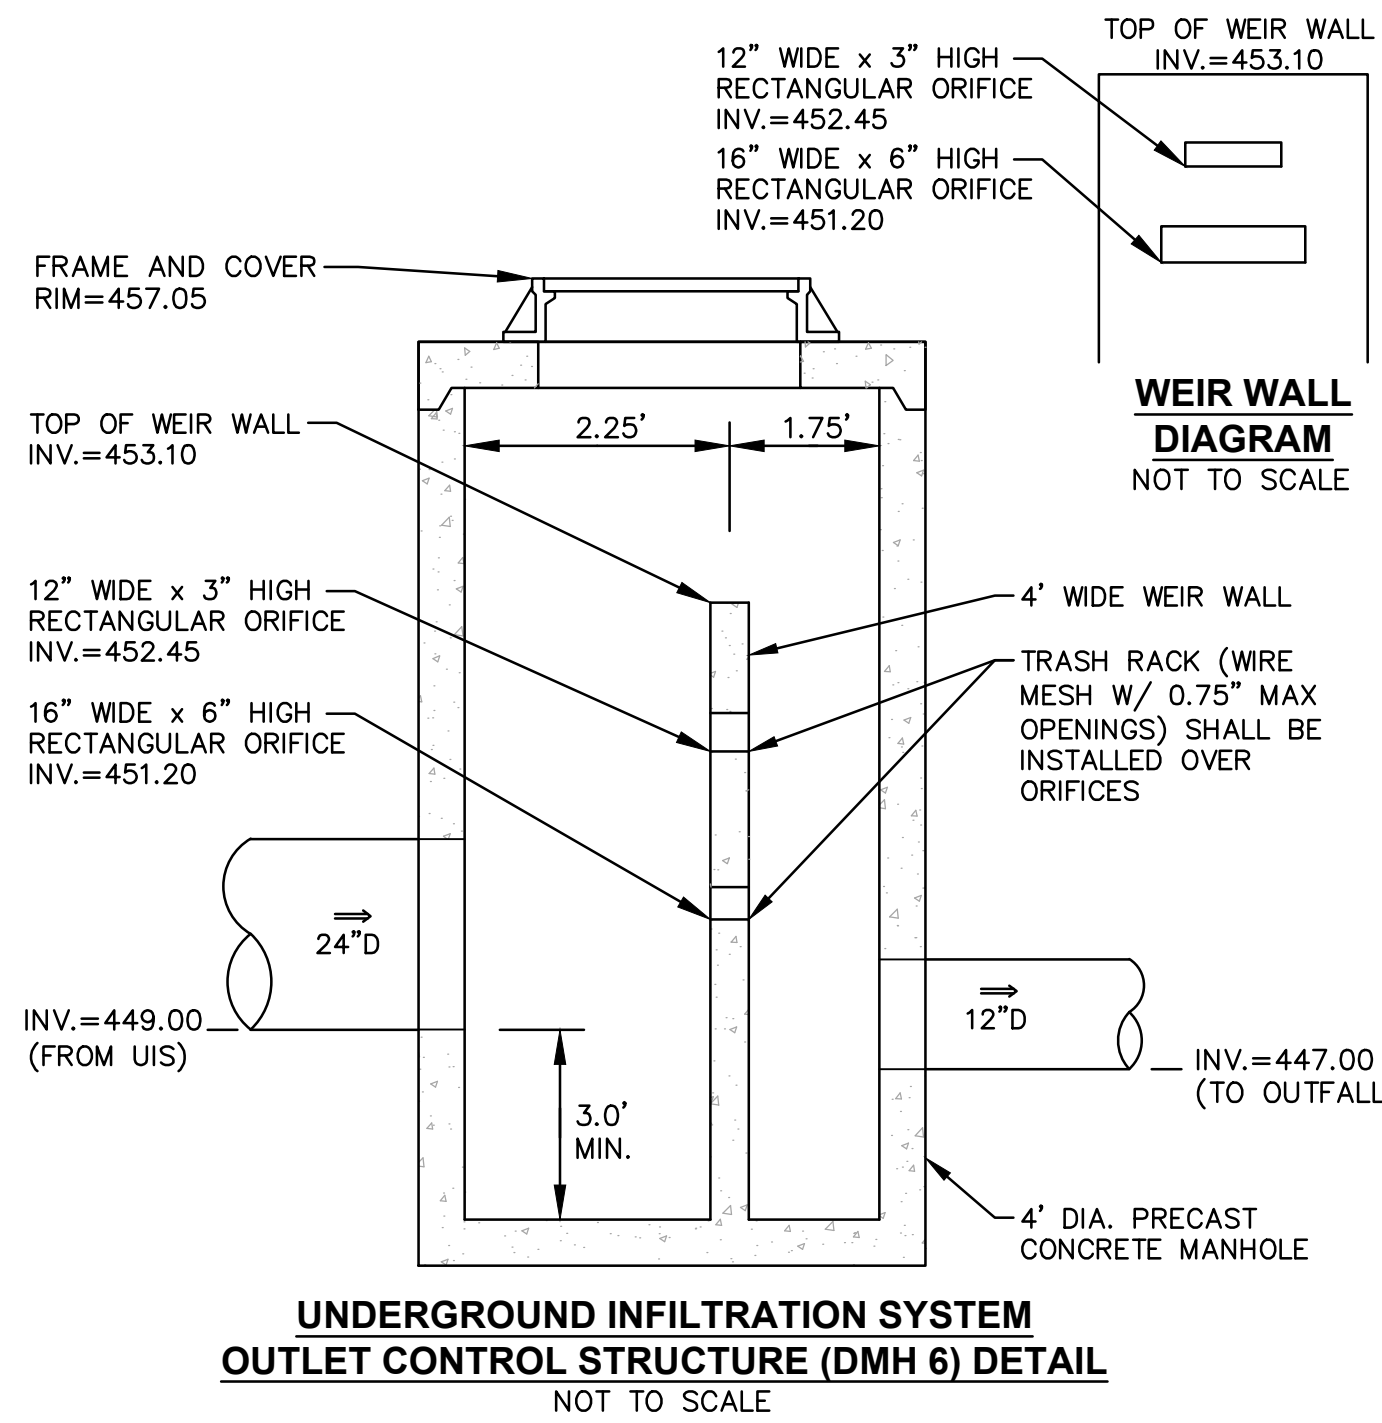 TOP OF WEIR WALL
INV.=453.10
12” WIDE x 3” HIGH
RECTANGULAR ORIFICE
INV.=452.45
16” WIDE x 6” HIGH
RECTANGULAR ORIFICE
INV.=451.20
WEIR WALL
DIAGRAM
NOT TO SCALE
FRAME AND COVER
RIM=457.05
TOP OF WEIR WALL
INV.=453.10
2.25’
1.75’
12” WIDE x 3” HIGH
RECTANGULAR ORIFICE
INV.=452.45
16” WIDE x 6” HIGH
RECTANGULAR ORIFICE
INV.=451.20
4’ WIDE WEIR WALL
TRASH RACK (WIRE
MESH W/ 0.75” MAX
OPENINGS) SHALL BE
INSTALLED OVER
ORIFICES
24”D
INV.=449.00
(FROM UIS)
12”D
INV.=447.00
(TO OUTFALL
3.0’
MIN.
4’ DIA. PRECAST
CONCRETE MANHOLE
UNDERGROUND INFILTRATION SYSTEM
OUTLET CONTROL STRUCTURE (DMH 6) DETAIL
NOT TO SCALE